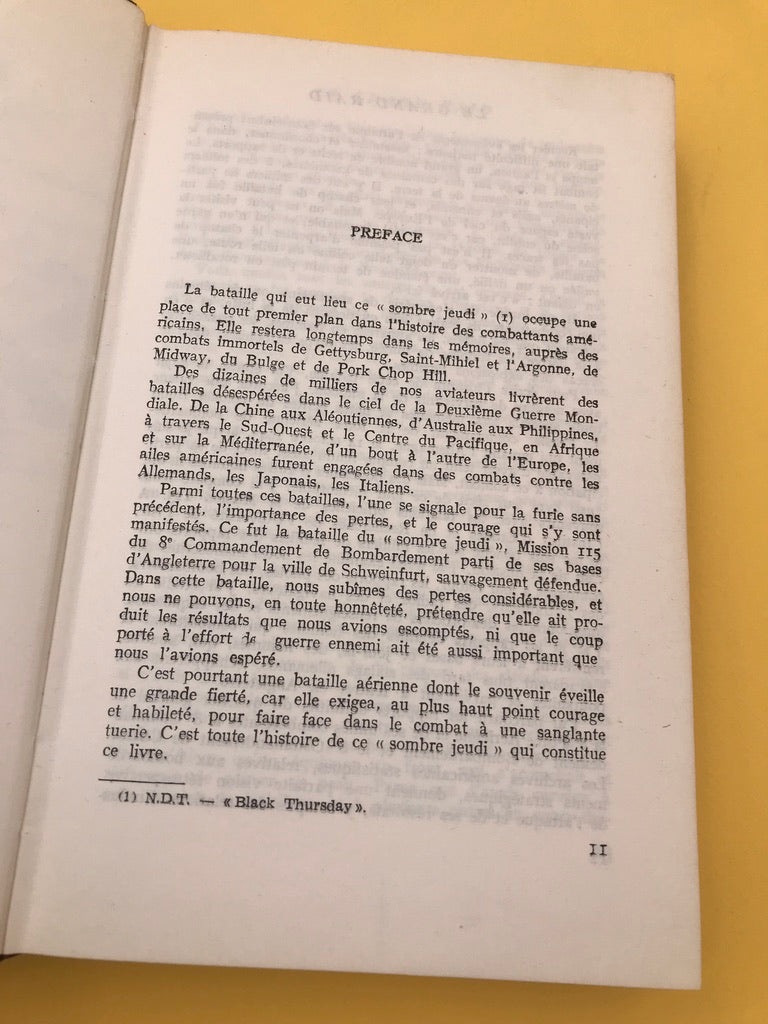 PREFACE
La bataille qui eut lieu ce « sombre jeudi » (1) occupe une
place de tout premier plan dans l'histoire des combattants amé-
ricains. Elle restera longtemps dans les mémoires, auprès des
combats immortels de Gettysburg, Saint-Mihiel et l'Argonne, de
Midway, du Bulge et de Pork Chop Hill.
Des dizaines de milliers de nos aviateurs livrèrent des
batailles désespérées dans le ciel de la Deuxième Guerre Mon-
diale. De la Chine aux Aléoutiennes, d'Australie aux Philippines,
à travers le Sud-Ouest et le Centre du Pacifique, en Afrique
et sur la Méditerranée, d'un bout à l'autre de l'Europe, les
ailes américaines furent engagées dans des combats contre les
Allemands, les Japonais, les Italiens.
Parmi toutes ces batailles, l'une se signale pour la furie sans
précédent, l'importance des pertes, et le courage qui s'y sont
manifestés. Ce fut la bataille du « sombre jeudi », Mission 115
du 8e Commandement de Bombardement parti de ses bases
d'Angleterre pour la ville de Schweinfurt, sauvagement défendue.
Dans cette bataille, nous subîmes des pertes considérables, et
nous ne pouvons, en toute honnêteté, prétendre qu'elle ait pro-
duit les résultats que nous avions escomptés, ni que le coup
porté à l'effort de guerre ennemi ait été aussi important que
nous l'avions espéré.
C'est pourtant une bataille aérienne dont le souvenir éveille
une grande fierté, car elle exigea, au plus haut point courage
et habileté, pour faire face dans le combat à une sanglante
tuerie. C'est toute l'histoire de ce « sombre jeudi » qui constitue
ce livre.
(1) N.D.T. — « Black Thursday ».
11